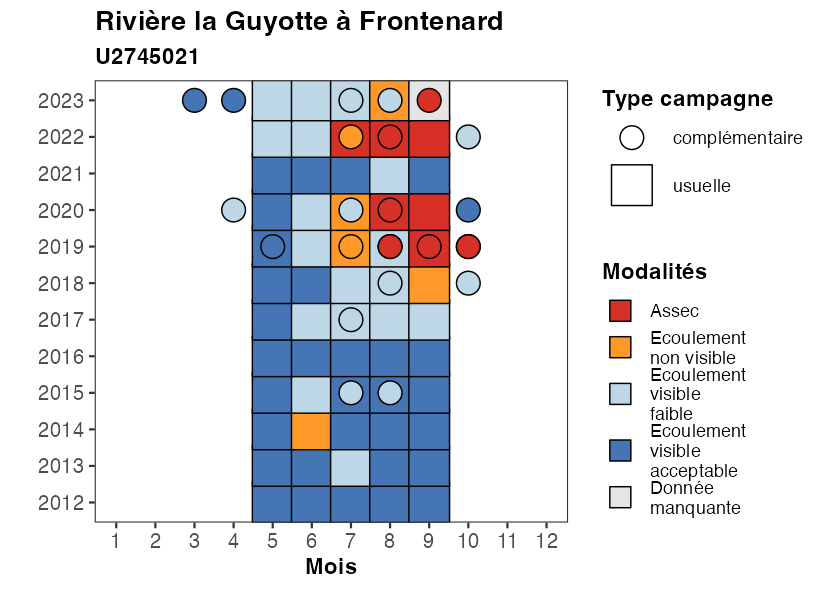 Rivière la Guyotte à Frontenard
U2745021
2023
2022
2021
2020
2019
2018
2017
2016
2015
2014
2013
2012
1 2 3 4 5 6 7 8 9 10 11 12
Mois
Type campagne
complémentaire
usuelle
Modalités
Assec
Ecoulement
non visible
Ecoulement
visible
faible
Ecoulement
visible
acceptable
Donnée
manquante